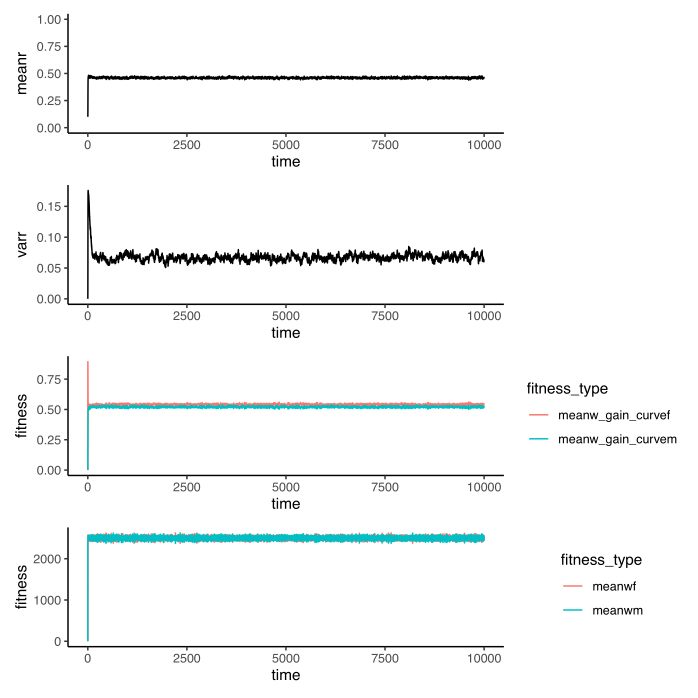 meanr
1.00
0.75
0.50
0.25
0.00
0 2500 5000 7500 10000
time
varr
0.15
0.10
0.05
0.00
0 2500 5000 7500 10000
time
fitness
0.75
0.50
0.25
0.00
0 2500 5000 7500 10000
time
fitness_type
meanw_gain_curvef
meanw_gain_curvem
fitness
2000
1000
0
0 2500 5000 7500 10000
time
fitness_type
meanwf
meanwm